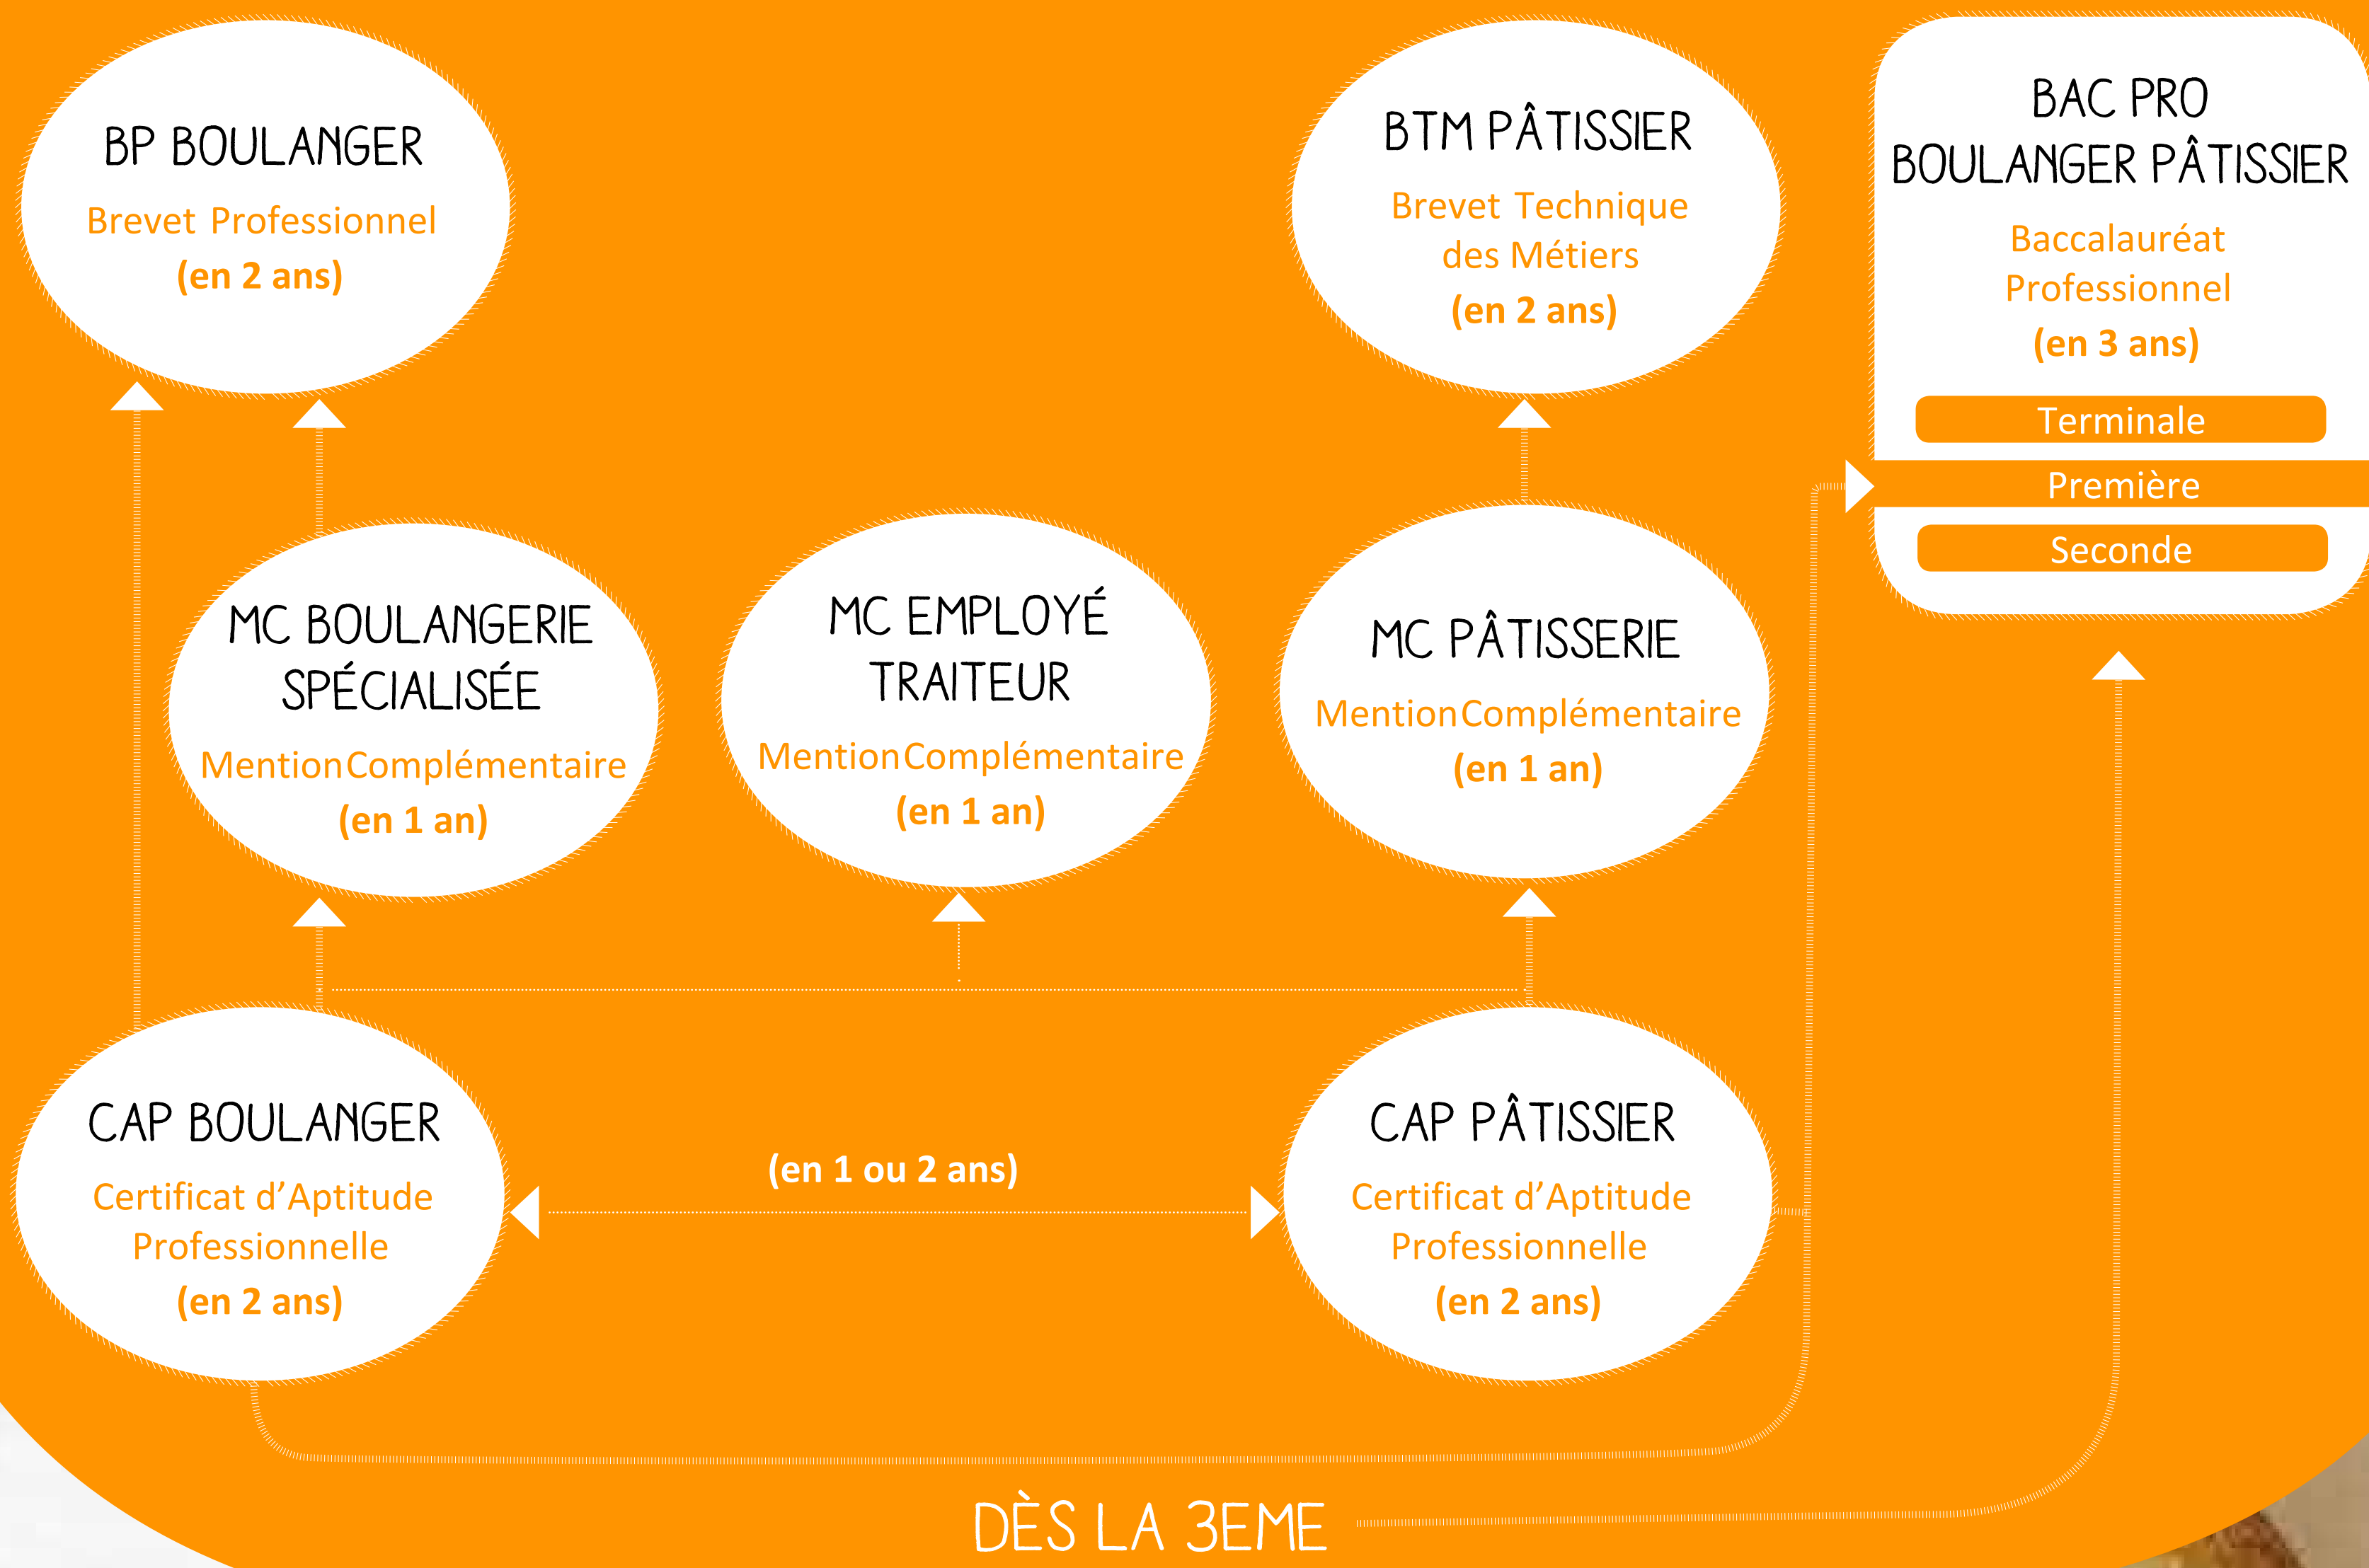 BP BOULANGER
Brevet Professionnel
(en 2 ans)
BTM PÂTISSIER
Brevet Technique
des Métiers
(en 2 ans)
BAC PRO
BOULANGER PÂTISSIER
Baccalauréat
Professionnel
(en 3 ans)
Terminale
Première
Seconde
MC BOULANGERIE
SPÉCIALISÉE
Mention Complémentaire
(en 1 an)
MC EMPLOYÉ
TRAITEUR
Mention Complémentaire
(en 1 an)
MC PÂTISSERIE
Mention Complémentaire
(en 1 an)
CAP BOULANGER
Certificat d’Aptitude
Professionnelle
(en 2 ans)
(en 1 ou 2 ans)
CAP PÂTISSIER
Certificat d’Aptitude
Professionnelle
(en 2 ans)
DÈS LA 3EME